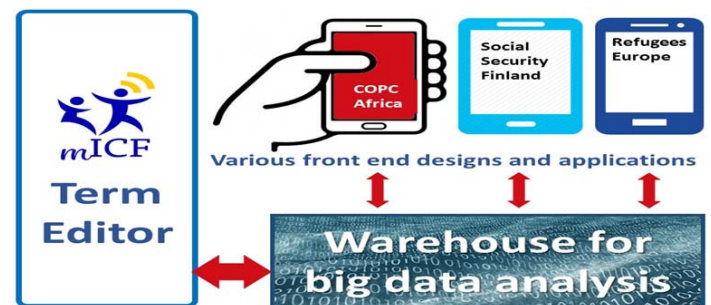 mICF
Term
Editor
COPC
Africa
Social
Security
Finland
Refugees
Europe
Various front end designs and applications
Warehouse for
big data analysis